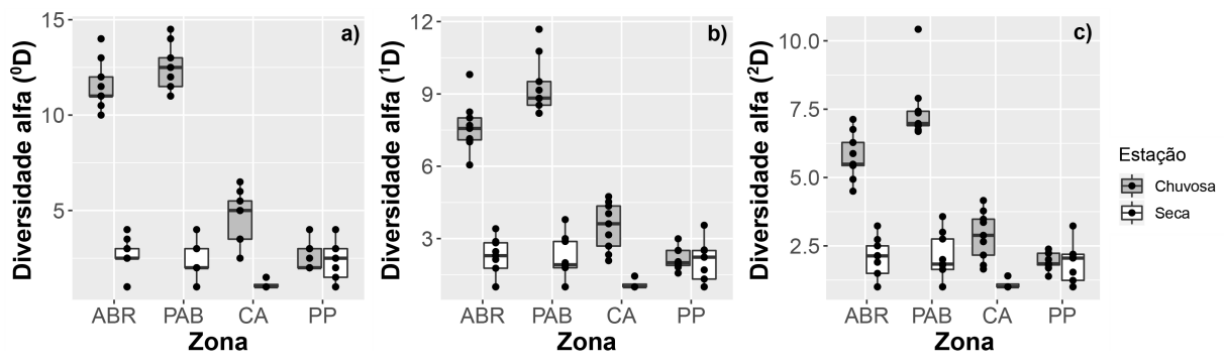 a)
Diversidade alfa (⁰D)
15
10
5
ABR PAB CA PP
Zona
b)
Diversidade alfa (¹D)
12
9
6
3
ABR PAB CA PP
Zona
c)
Diversidade alfa (²D)
10.0
7.5
5.0
2.5
ABR PAB CA PP
Zona
Estação
Chuvosa
Seca